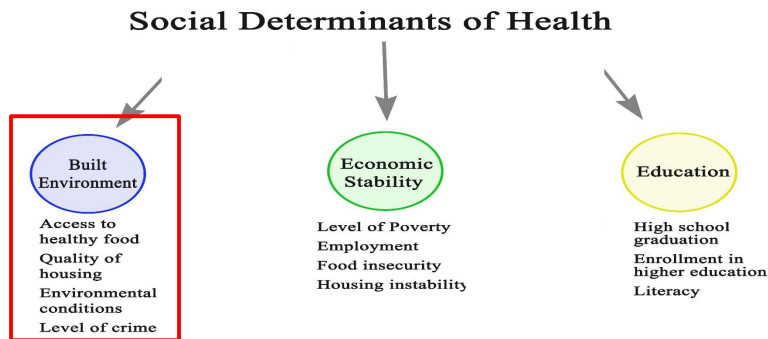 Social Determinants of Health
Built
Environment
Access to
healthy food
Quality of
housing
Environmental
conditions
Level of crime
Economic
Stability
Level of Poverty
Employment
Food insecurity
Housing instability
Education
High school
graduation
Enrollment in
higher education
Literacy